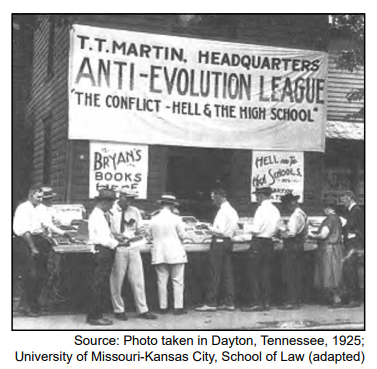 T.T. MARTIN, HEADQUARTERS
ANTI-EVOLUTION LEAGUE
"THE CONFLICT - HELL & THE HIGH SCHOOL"
BRYAN'S
BOOKS
HERE
HELL and The
High Schools.
MARTIN
Source: Photo taken in Dayton, Tennessee, 1925;
University of Missouri-Kansas City, School of Law (adapted)